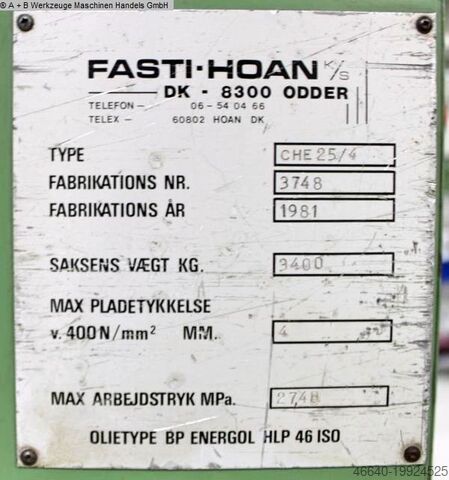 ® A + B Werkzeuge Maschinen Handels GmbH
FASTI-HOAN K/S
DK - 8300 ODDER
TELEFON — 06 - 54 04 66
TELEX — 60802 HOAN DK
TYPE CHE 25/4
FABRIKATIONS NR. 3748
FABRIKATIONS ÅR 1981
SAKSENS VÆGT KG. 3400
MAX PLADETYKKELSE
v. 400 N/mm² MM. 4
MAX ARBEJDSTRYK MPa. 27,48
OLIETYPE BP ENERGOL HLP 46 ISO
46640-19924525